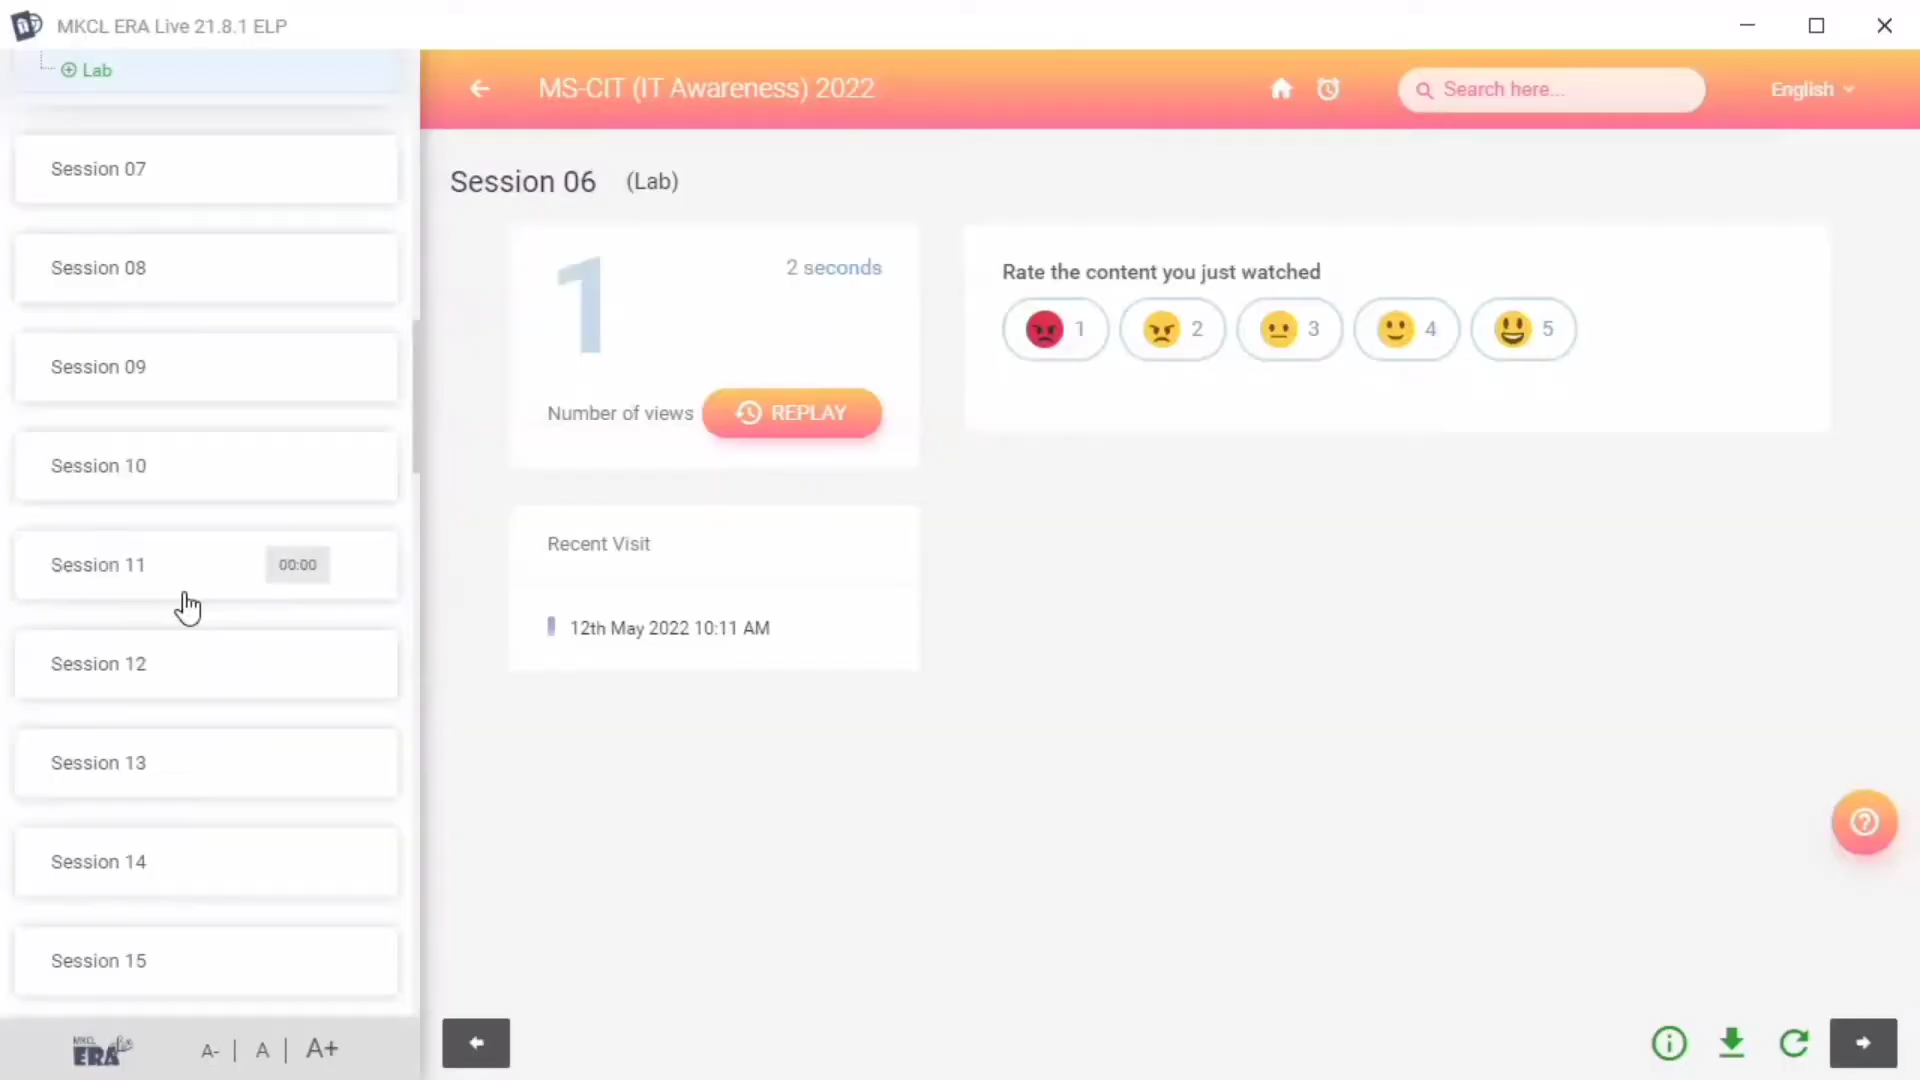 MKCL ERA Live 21.8.1 ELP
Lab
Session 07
Session 08
Session 09
Session 10
Session 11 00:00
Session 12
Session 13
Session 14
Session 15
MKCL ERA Live
A- | A | A+
MS-CIT (IT Awareness) 2022
Search here...
English
Session 06 (Lab)
1
2 seconds
Number of views
REPLAY
Rate the content you just watched
1 2 3 4 5
Recent Visit
12th May 2022 10:11 AM